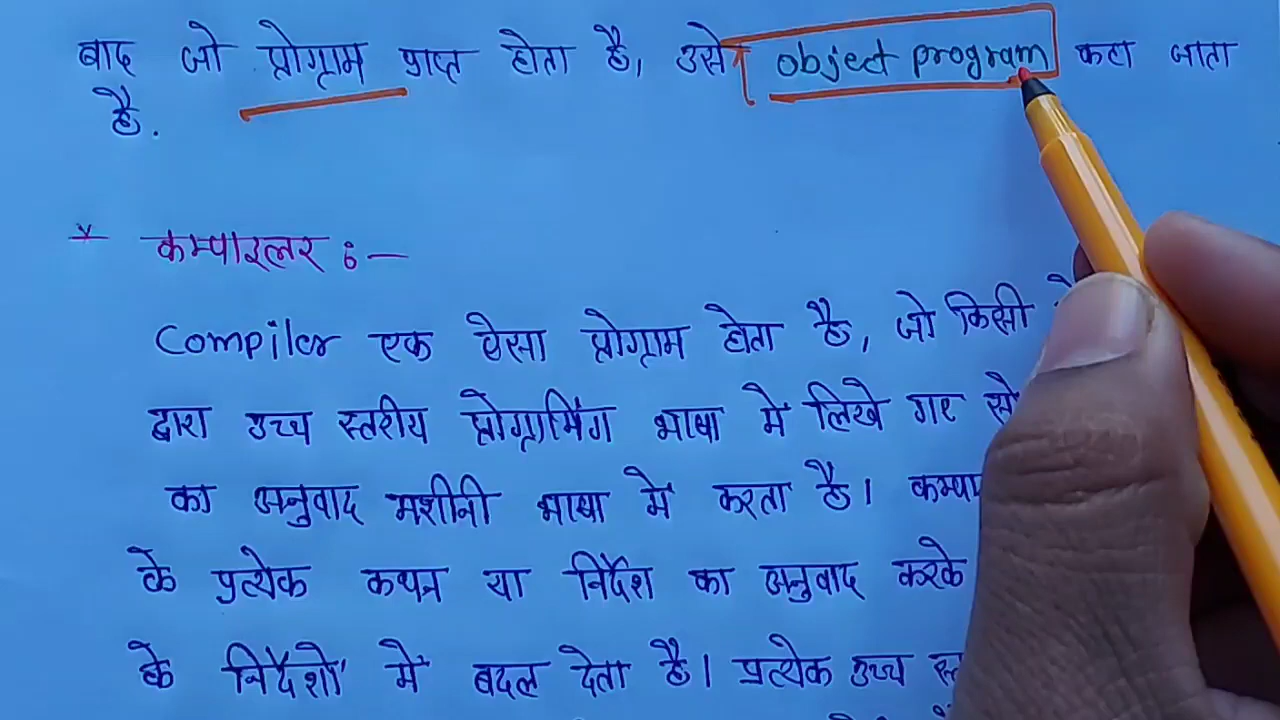 बाद जो प्रोग्राम प्राप्त होता है, उसे object program कहा जाता
है.
* कम्पाइलर :-
Compiler एक ऐसा प्रोग्राम होता है, जो किसी
द्वारा उच्च स्तरीय प्रोग्रामिंग भाषा में लिखे गए
का अनुवाद मशीनी भाषा में करता है।
के प्रत्येक कथन या निर्देश का अनुवाद करके
के निर्देशों में बदल देता है। प्रत्येक उच्च